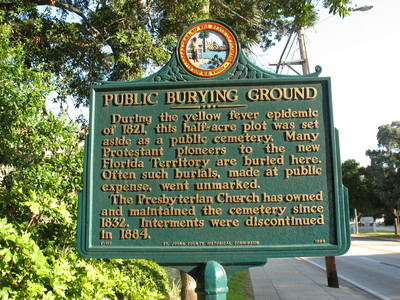 PUBLIC BURYING GROUND
During the yellow fever epidemic
of 1821, this half-acre plot was set
aside as a public cemetery. Many
Protestant pioneers to the new
Florida Territory are buried here.
Often such burials, made at public
expense, went unmarked.
The Presbyterian Church has owned
and maintained the cemetery since
1832. Interments were discontinued
in 1884.
ST. JOHNS COUNTY HISTORICAL COMMISSION